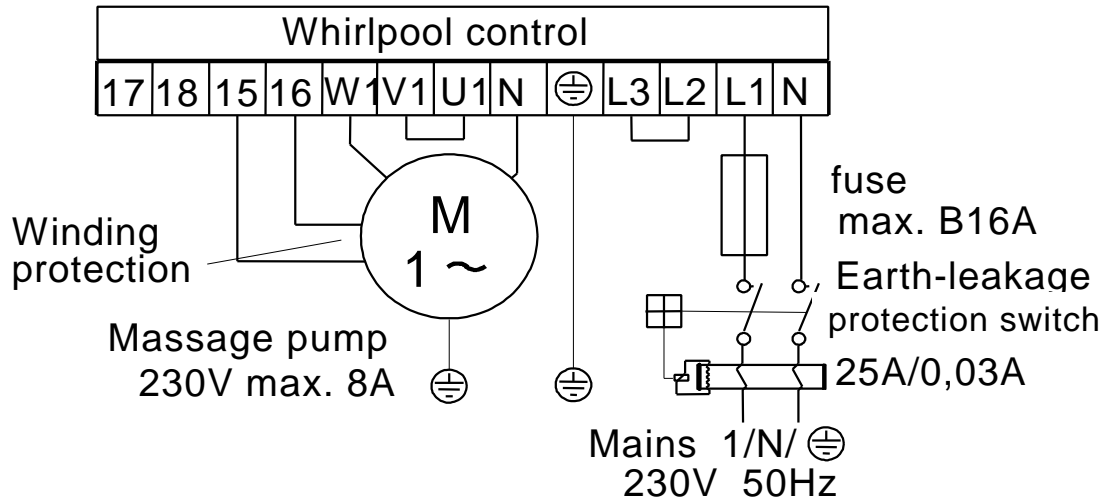 Whirlpool control
17 18 15 16 W1 V1 U1 N L3 L2 L1 N
fuse
max. B16A
Winding
protection
M
1 ~
Earth-leakage
protection switch
25A/0,03A
Massage pump
230V max. 8A
Mains 1/N/
230V 50Hz